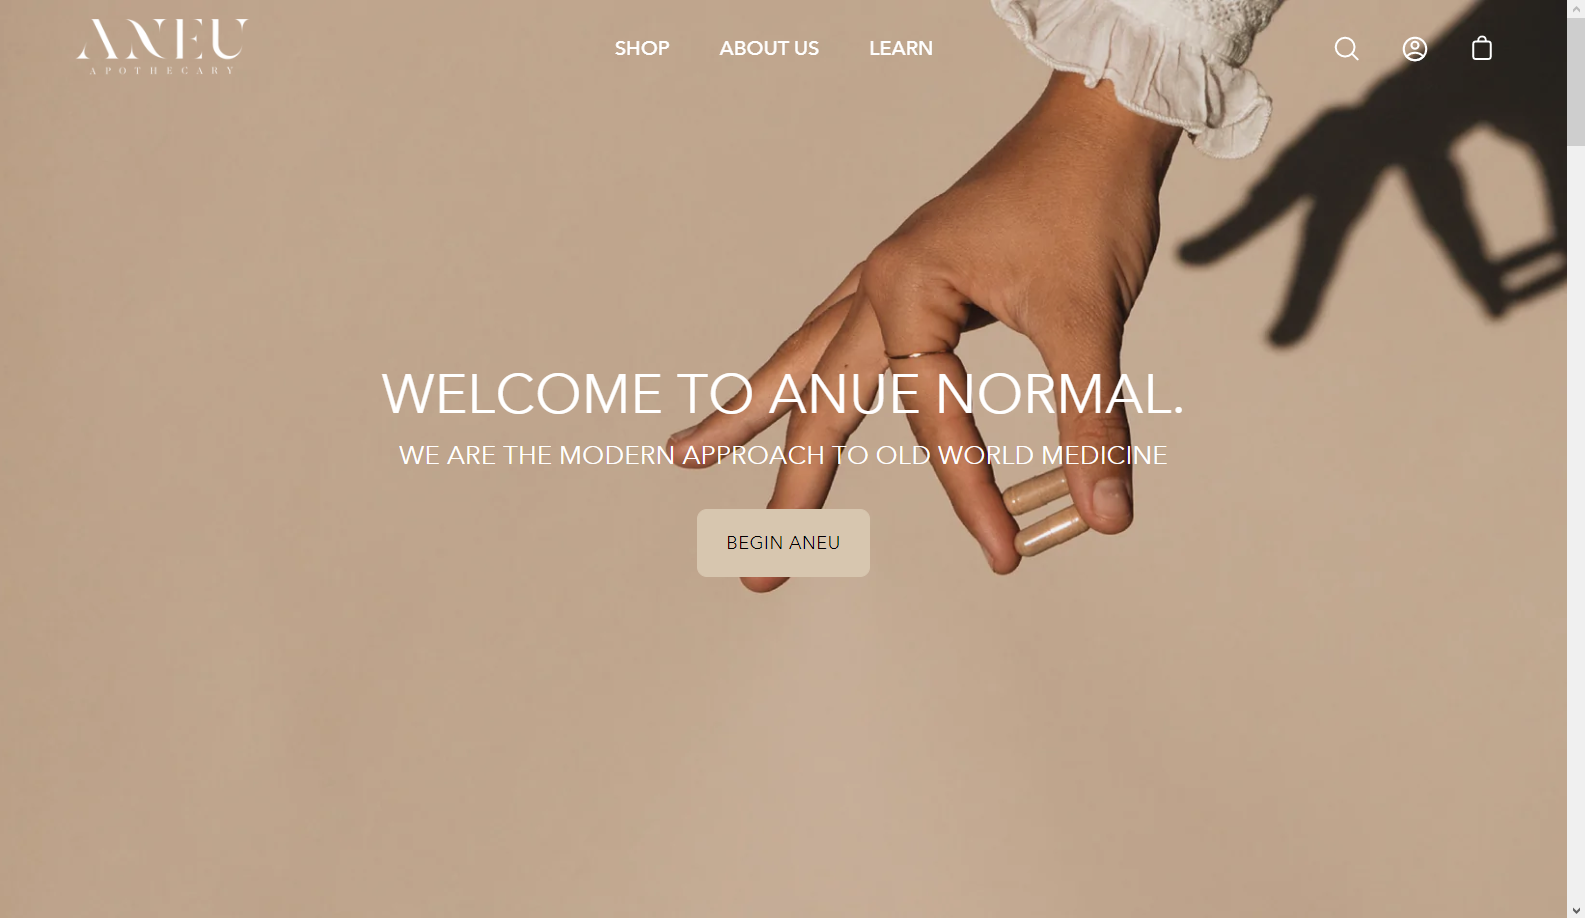 ANEU
APOTHECARY
SHOP
ABOUT US
LEARN
WELCOME TO ANUE NORMAL.
WE ARE THE MODERN APPROACH TO OLD WORLD MEDICINE
BEGIN ANEU